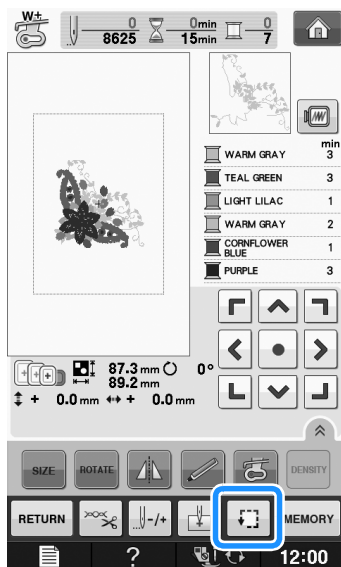 W+
0 0min 0
8625 15min 7
min
WARM GRAY 3
TEAL GREEN 3
LIGHT LILAC 1
WARM GRAY 2
CORNFLOWER
BLUE 1
PURPLE 3
87.3 mm 0°
89.2 mm
+ 0.0 mm + 0.0 mm
SIZE ROTATE DENSITY
RETURN -/+ MEMORY
? 12:00